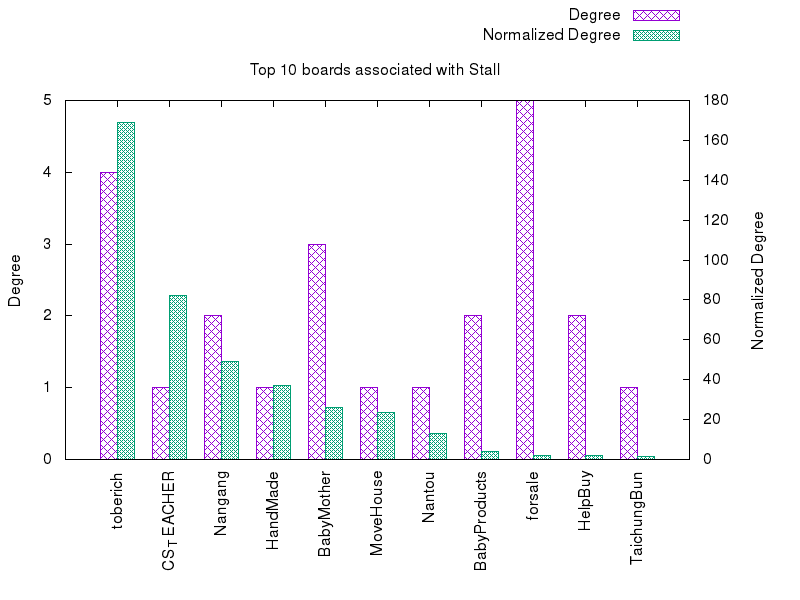 Degree
Normalized Degree
Top 10 boards associated with Stall
5
4
3
2
1
0
180
160
140
120
100
80
60
40
20
0
Degree
Normalized Degree
toberich
CS_TEACHER
Nangang
HandMade
BabyMother
MoveHouse
Nantou
BabyProducts
forsale
HelpBuy
TaichungBun